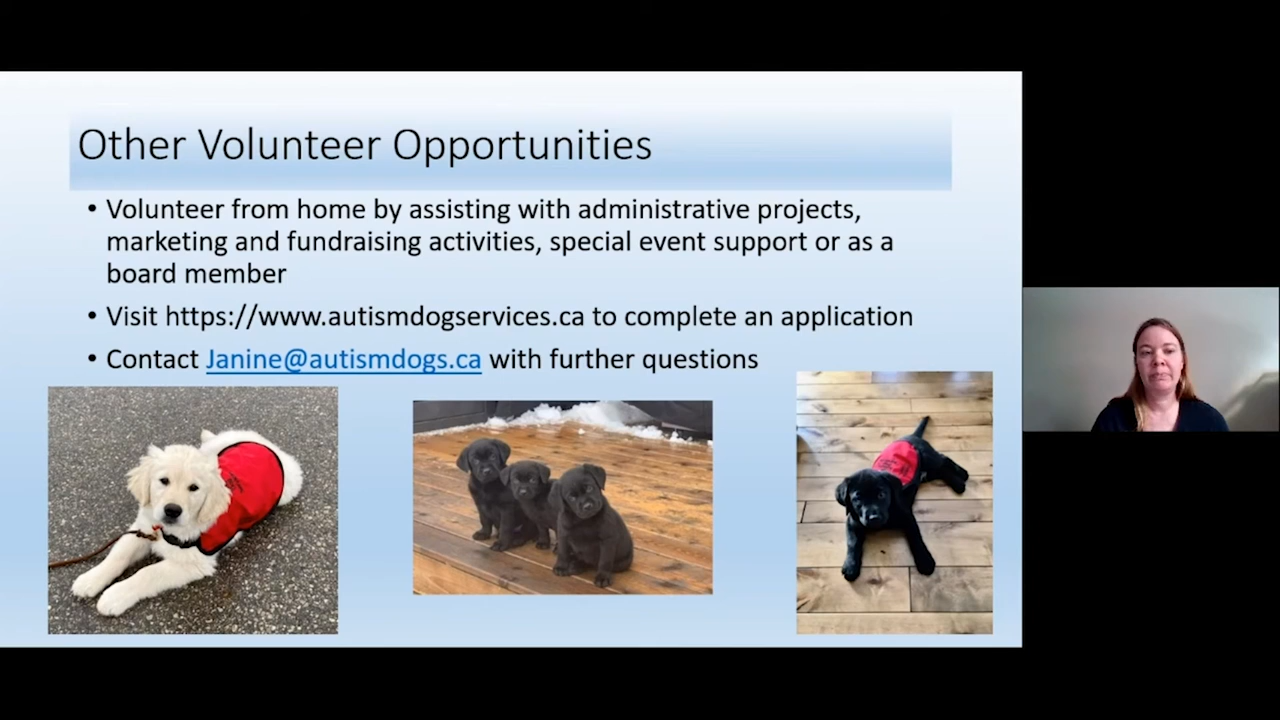 Other Volunteer Opportunities
• Volunteer from home by assisting with administrative projects,
marketing and fundraising activities, special event support or as a
board member
• Visit https://www.autismdogservices.ca to complete an application
• Contact Janine@autismdogs.ca with further questions